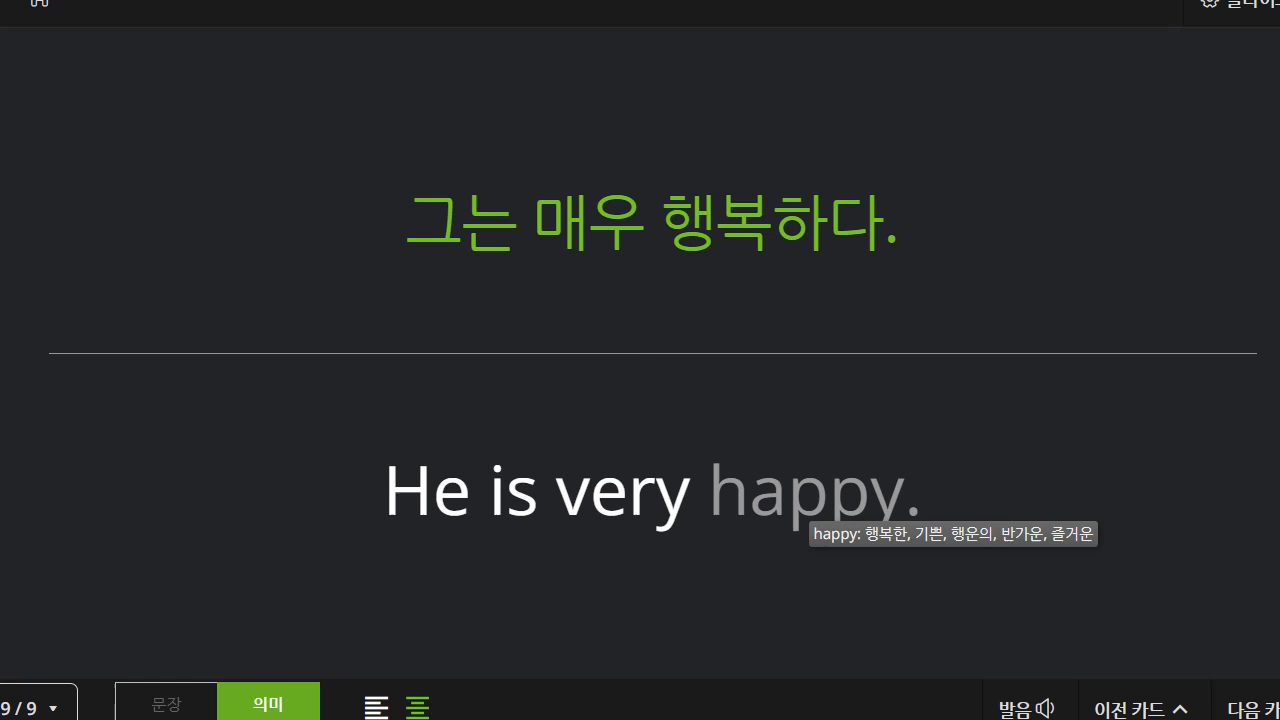 그는 매우 행복하다.
He is very happy.
happy: 행복한, 기쁜, 행운의, 반가운, 즐거운
9 / 9
문장
의미
발음
이전 카드
다음